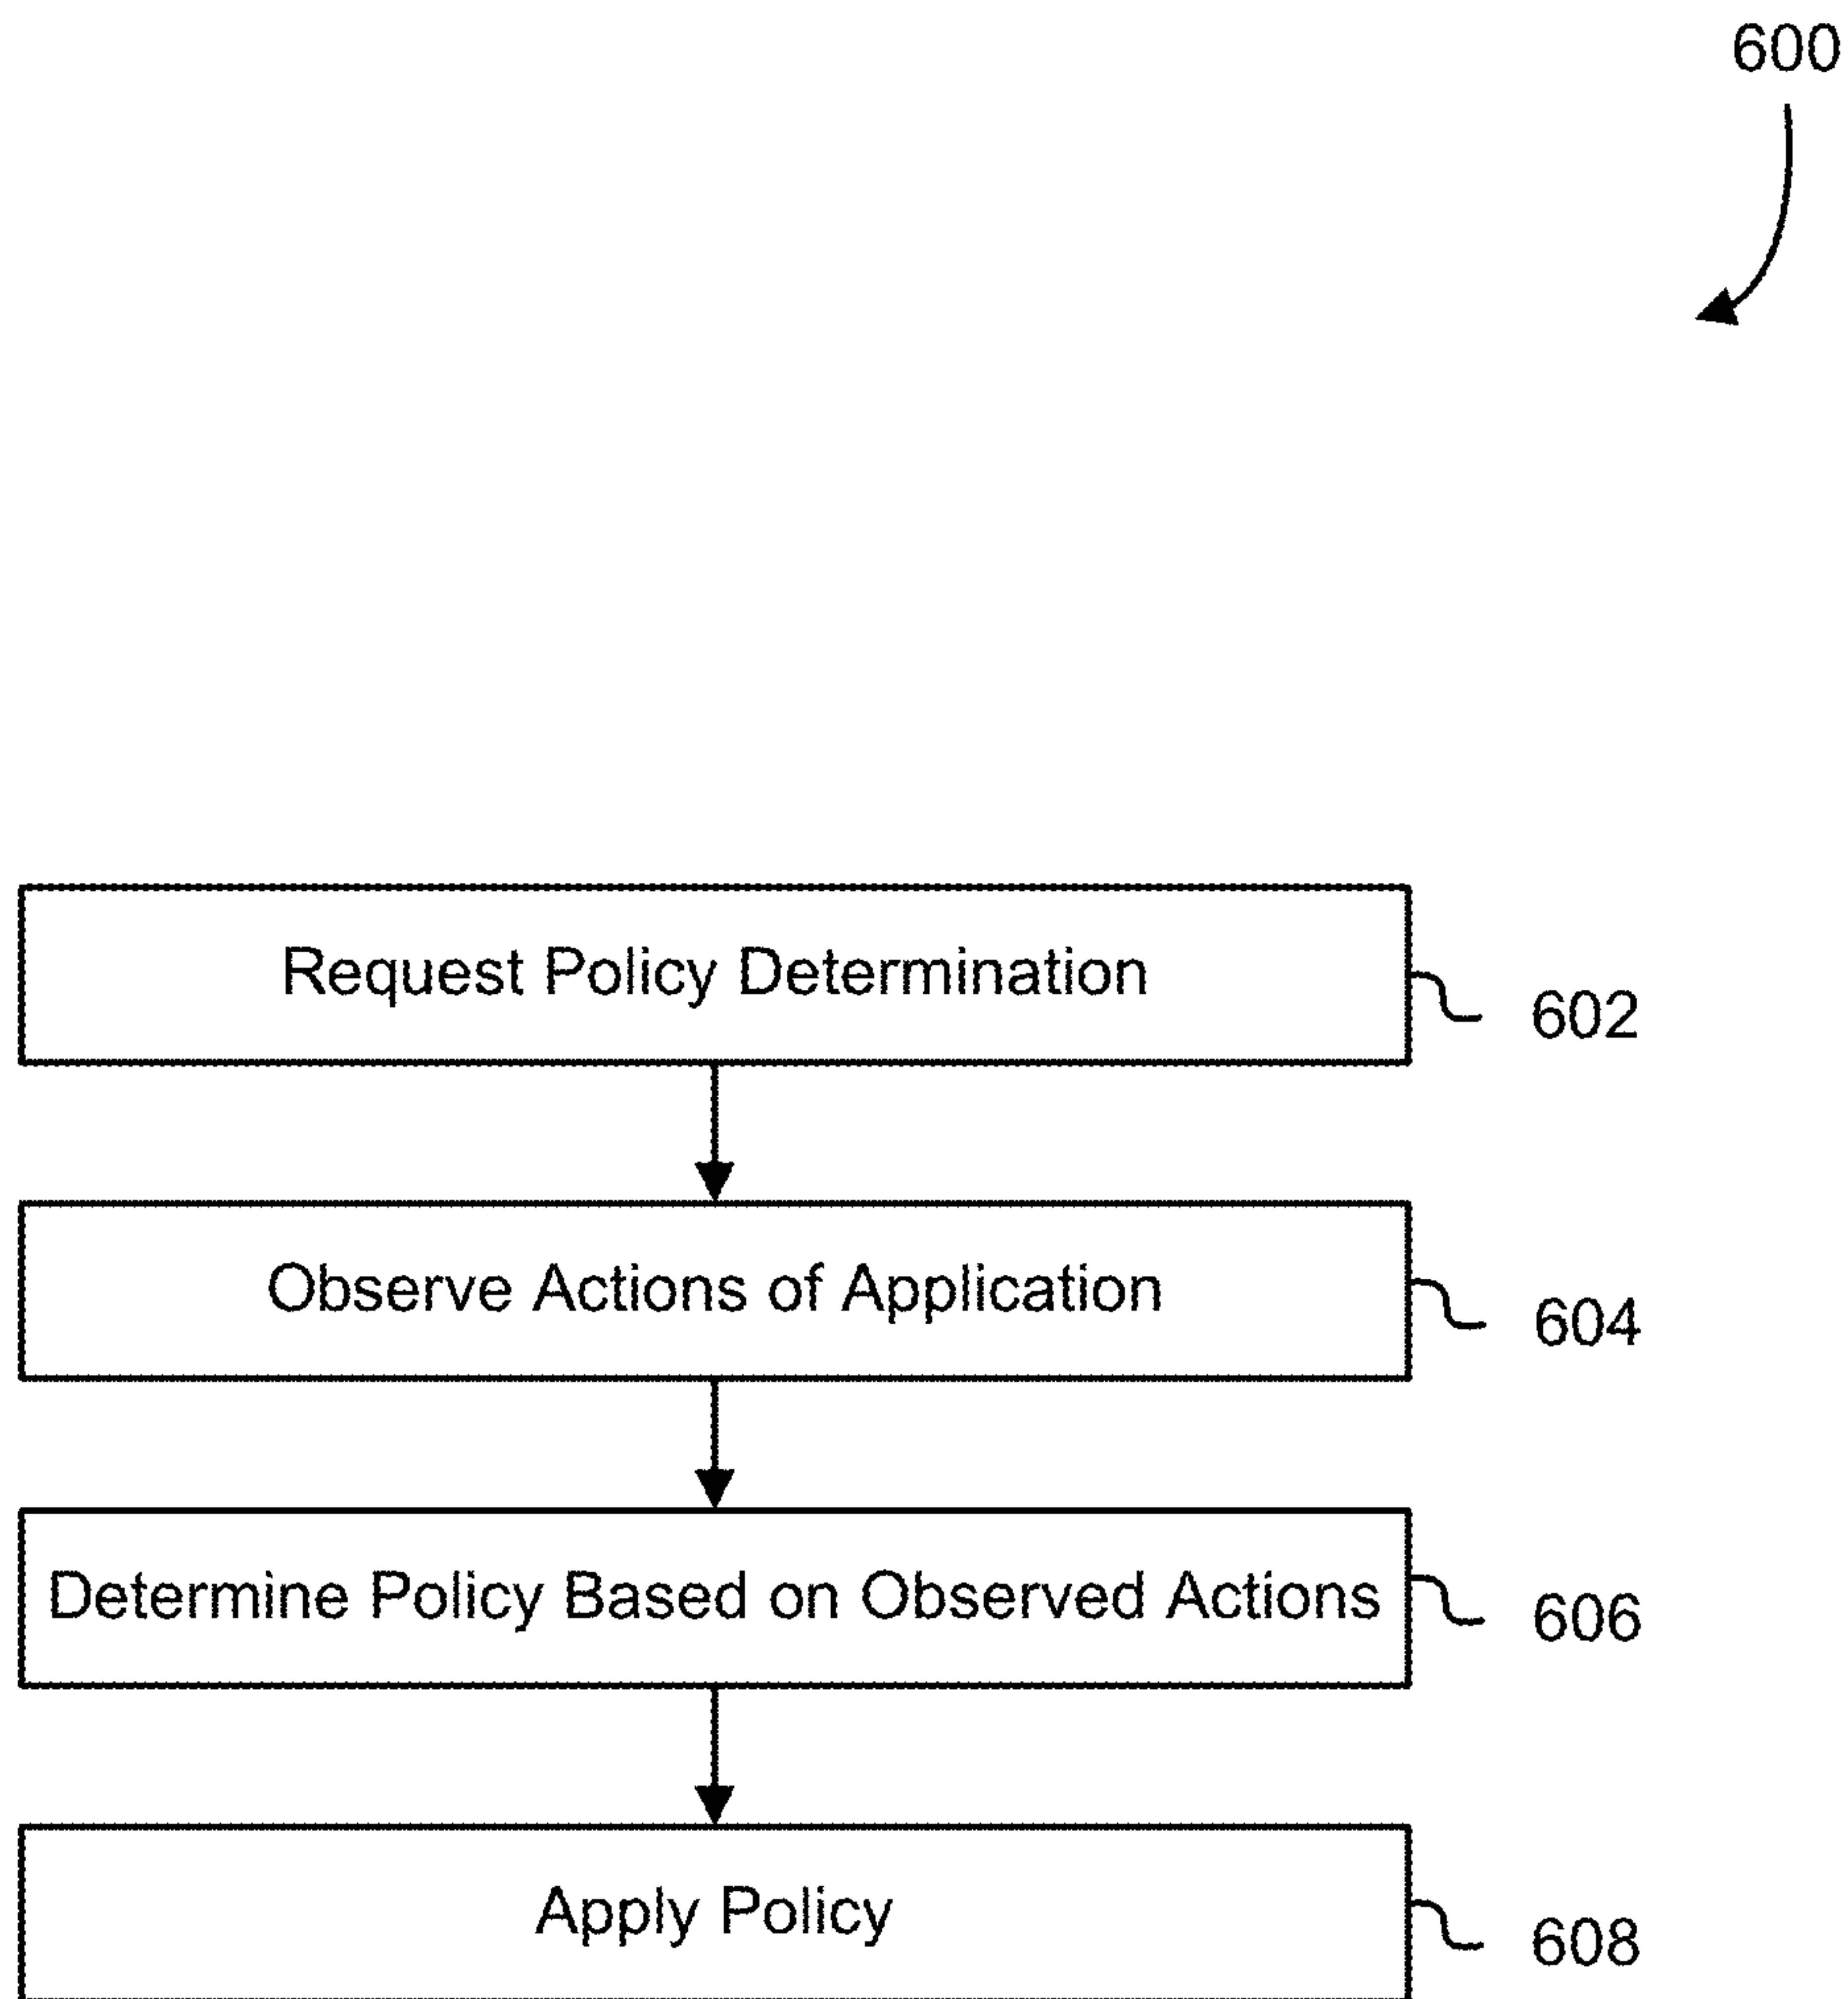 600
Request Policy Determination
602
Observe Actions of Application
604
Determine Policy Based on Observed Actions
606
Apply Policy
608